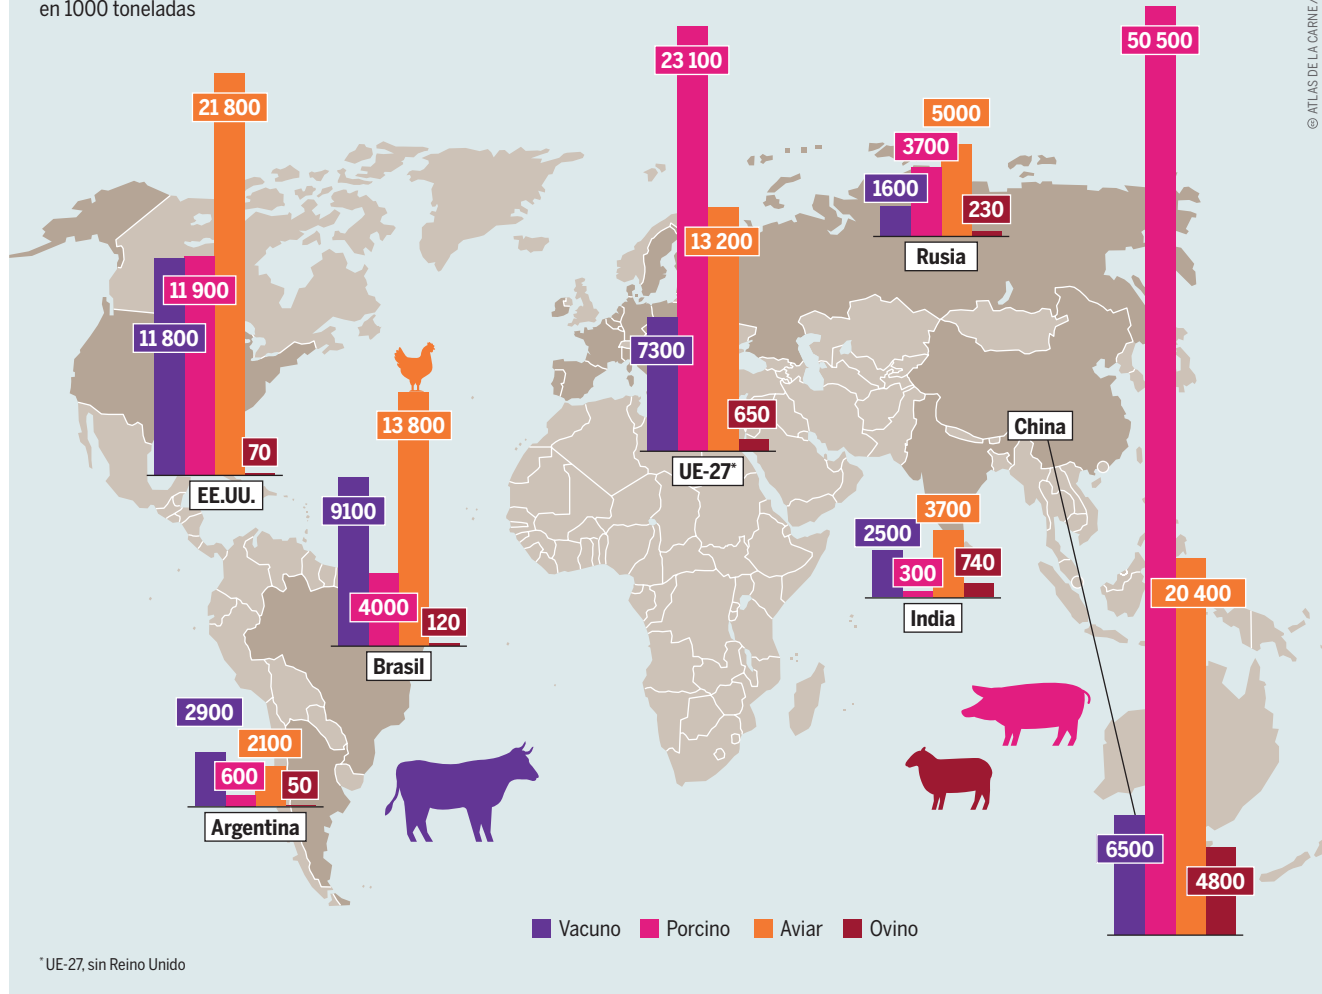 en 1000 toneladas
© ATLAS DE LA CARNE/
21 800
11 900
11 800
70
EE.UU.
13 800
9100
4000
120
Brasil
2900
2100
600
50
Argentina
23 100
13 200
7300
650
UE-27*
5000
3700
1600
230
Rusia
3700
2500
740
300
India
China
50 500
20 400
6500
4800
Vacuno
Porcino
Aviar
Ovino
* UE-27, sin Reino Unido